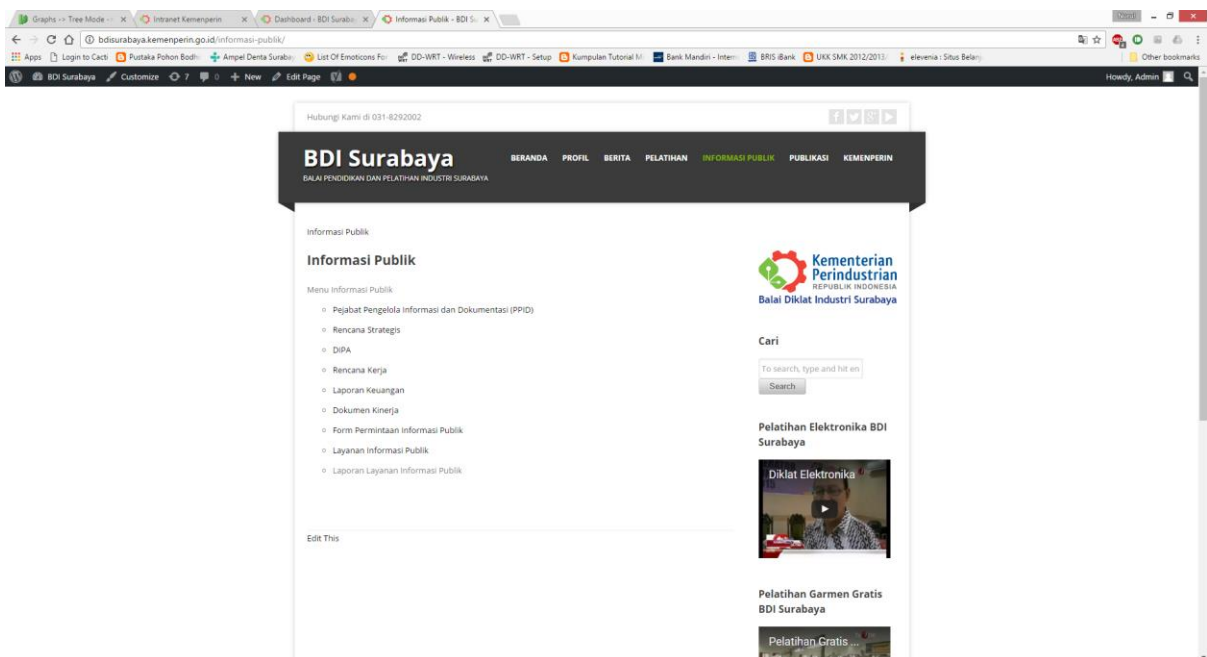 Graphs -> Tree Mode -
Intranet Kemenperin
Dashboard - BDI Suraba
Informasi Publik - BDI S
bdisurabaya.kemenperin.go.id/informasi-publik/
Apps Login to Cacti Pustaka Pohon Bodhi Ampel Denta Surabay List Of Emoticons For DD-WRT - Wireless DD-WRT - Setup Kumpulan Tutorial M Bank Mandiri - Intern BRIS iBank UKK SMK 2012/2013 elevenia : Situs Belan Other bookmarks
BDI Surabaya Customize 7 0 New Edit Page Howdy, Admin
Hubungi Kami di 031-8292002
BDI Surabaya
BALAI PENDIDIKAN DAN PELATIHAN INDUSTRI SURABAYA
BERANDA PROFIL BERITA PELATIHAN INFORMASI PUBLIK PUBLIKASI KEMENPERIN
Informasi Publik
Informasi Publik
Menu Informasi Publik
Pejabat Pengelola Informasi dan Dokumentasi (PPID)
Rencana Strategis
DIPA
Rencana Kerja
Laporan Keuangan
Dokumen Kinerja
Form Permintaan Informasi Publik
Layanan Informasi Publik
Laporan Layanan Informasi Publik
Edit This
Kementerian
Perindustrian
REPUBLIK INDONESIA
Balai Diklat Industri Surabaya
Cari
To search, type and hit en
Search
Pelatihan Elektronika BDI
Surabaya
Diklat Elektronika
Pelatihan Garmen Gratis
BDI Surabaya
Pelatihan Gratis ...